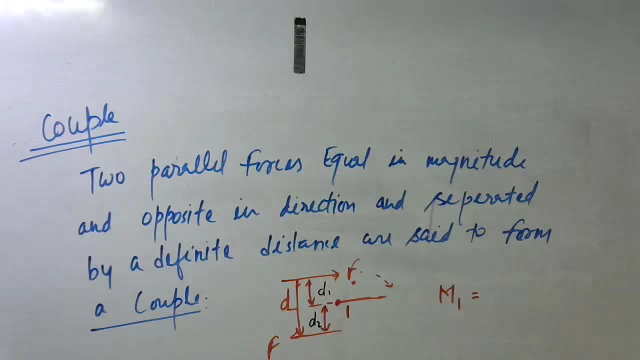 Couple
Two parallel forces Equal in magnitude
and opposite in direction and seperated
by a definite distance are said to form
a Couple:
F
d d₁
1 M₁ =
d₂
F